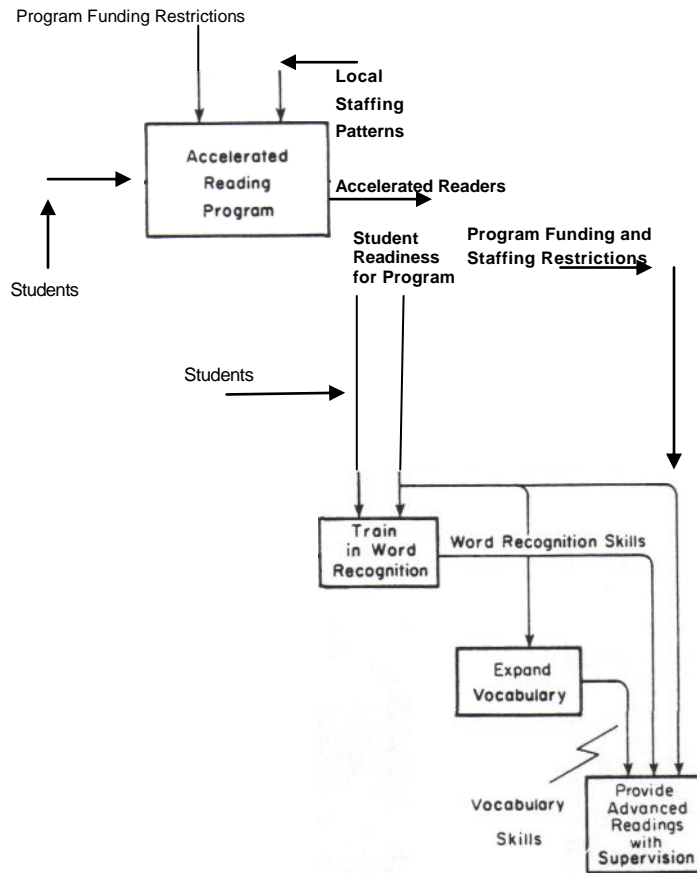 Program Funding Restrictions
Local
Staffing
Patterns
Accelerated
Reading
Program
Accelerated Readers
Students
Student
Readiness
for Program
Program Funding and
Staffing Restrictions
Students
Train
in Word
Recognition
Word Recognition Skills
Expand
Vocabulary
Vocabulary
Skills
Provide
Advanced
Readings
with
Supervision